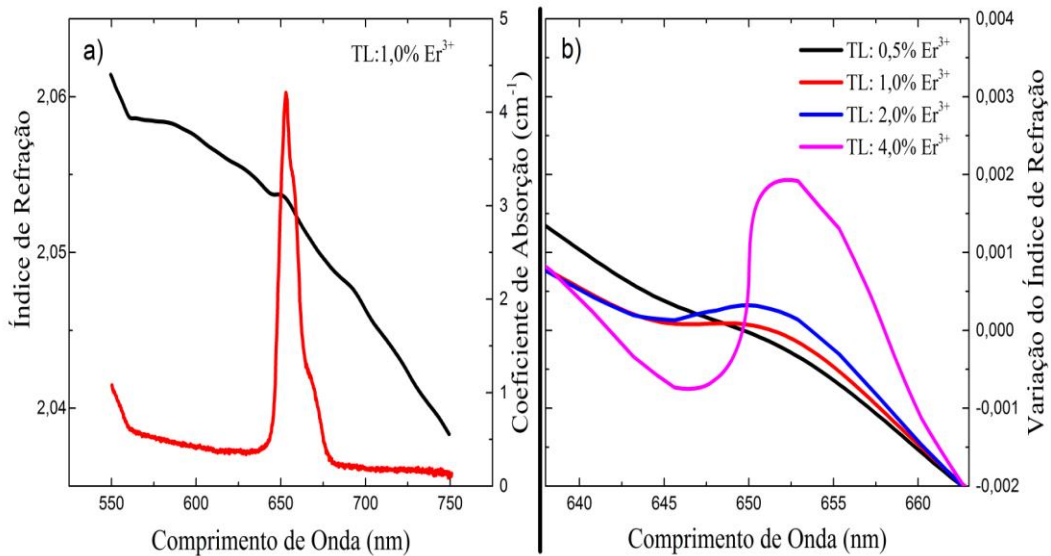 a)
TL:1,0% Er³⁺
Índice de Refração
2,06
2,05
2,04
5
4
3
2
1
0
Coeficiente de Absorção (cm⁻¹)
550 600 650 700 750
Comprimento de Onda (nm)
b)
TL: 0,5% Er³⁺
TL: 1,0% Er³⁺
TL: 2,0% Er³⁺
TL: 4,0% Er³⁺
0,004
0,003
0,002
0,001
0,000
-0,001
-0,002
Variação do Índice de Refração
640 645 650 655 660
Comprimento de Onda (nm)